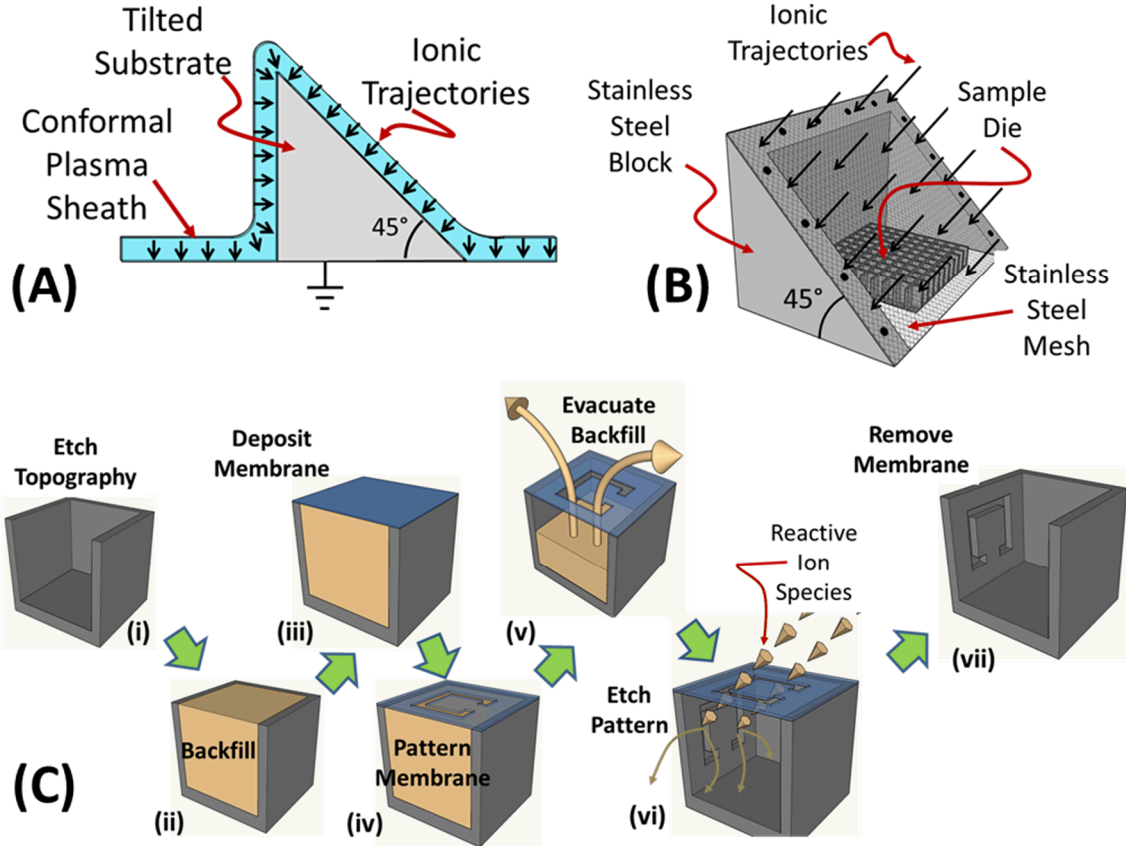 Tilted
Substrate
Ionic
Trajectories
Conformal
Plasma
Sheath
45°
(A)
Ionic
Trajectories
Stainless
Steel
Block
Sample
Die
45°
Stainless
Steel
Mesh
(B)
Etch
Topography
(i)
Backfill
(ii)
Deposit
Membrane
(iii)
Pattern
Membrane
(iv)
Evacuate
Backfill
(v)
Reactive
Ion
Species
Etch
Pattern
(vi)
Remove
Membrane
(vii)
(C)